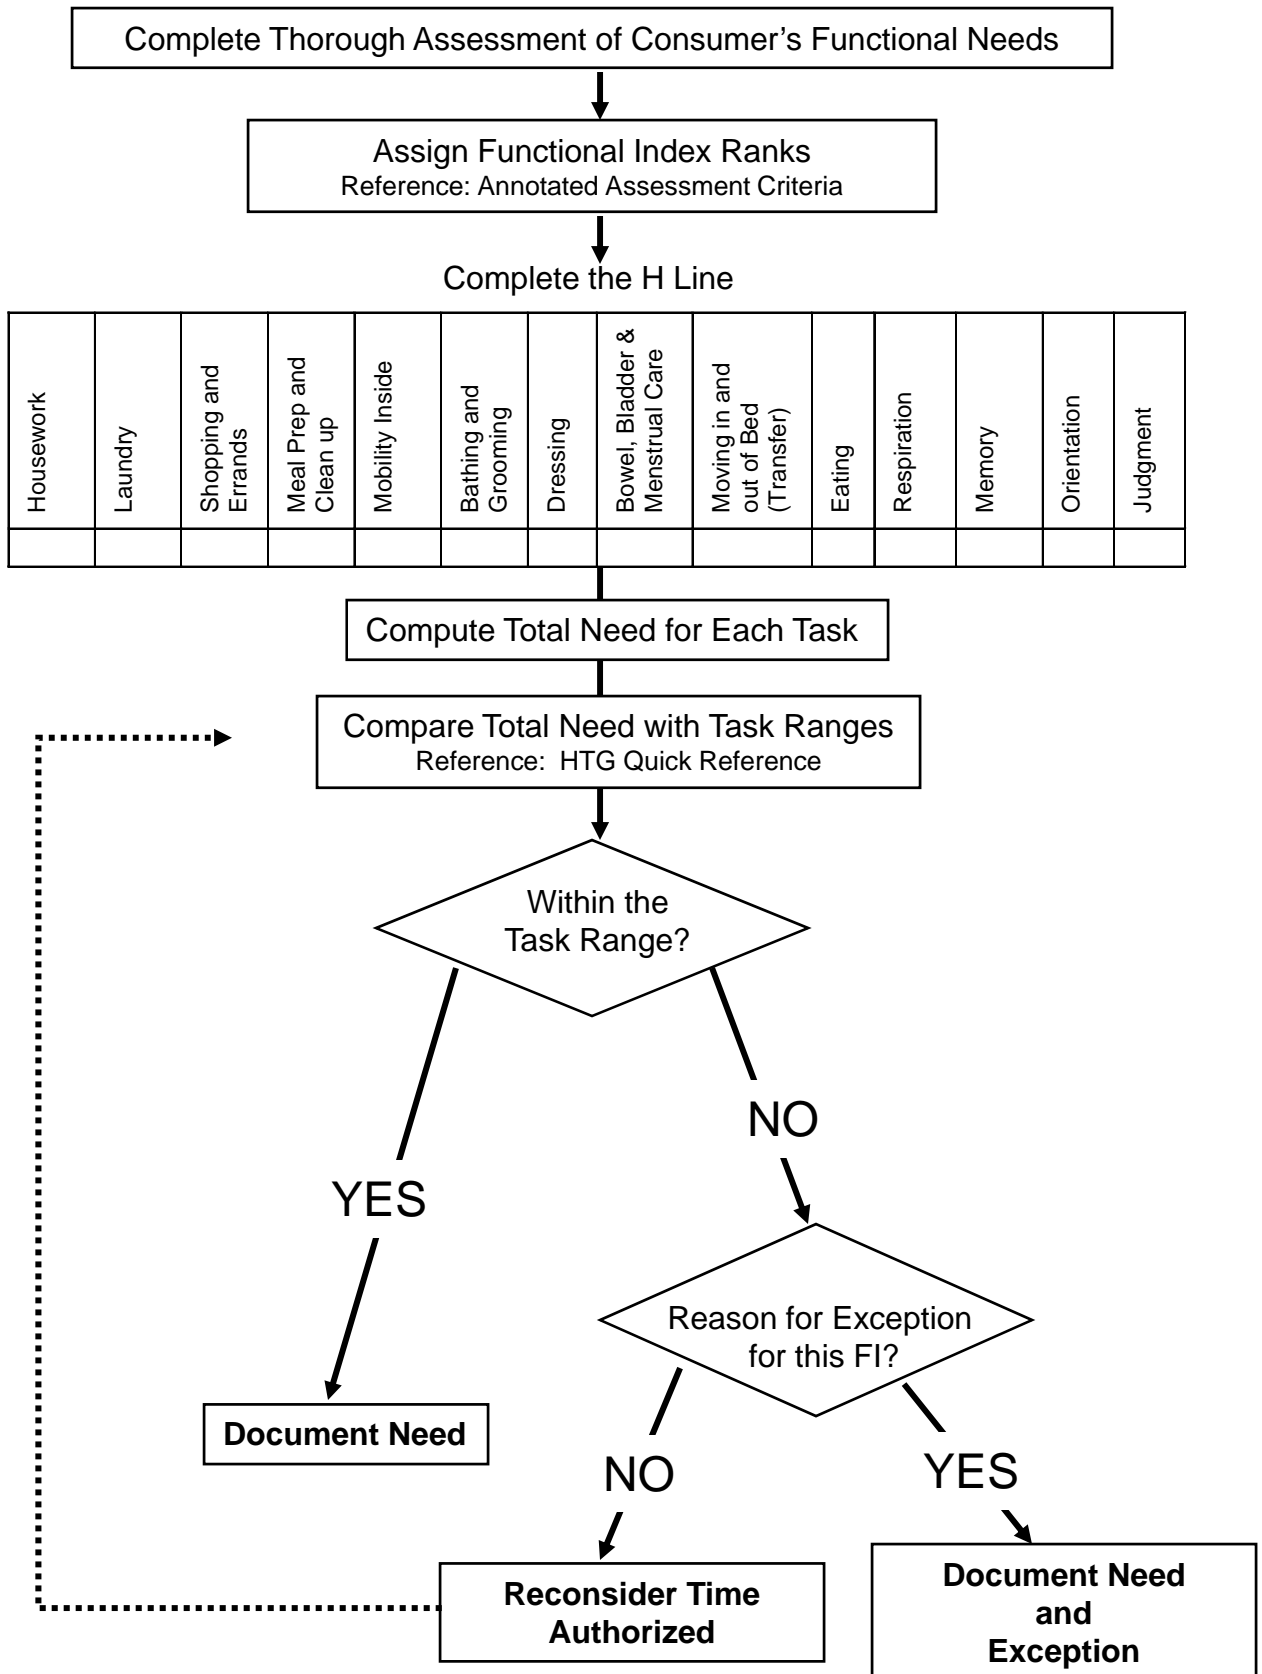 Complete Thorough Assessment of Consumer’s Functional Needs
Assign Functional Index Ranks
Reference: Annotated Assessment Criteria
Complete the H Line
Housework
Laundry
Shopping and
Errands
Meal Prep and
Clean up
Mobility Inside
Bathing and
Grooming
Dressing
Bowel, Bladder &
Menstrual Care
Moving in and
out of Bed
(Transfer)
Eating
Respiration
Memory
Orientation
Judgment
Compute Total Need for Each Task
Compare Total Need with Task Ranges
Reference: HTG Quick Reference
Within the
Task Range?
NO
YES
Reason for Exception
for this FI?
Document Need
NO
YES
Reconsider Time
Authorized
Document Need
and
Exception